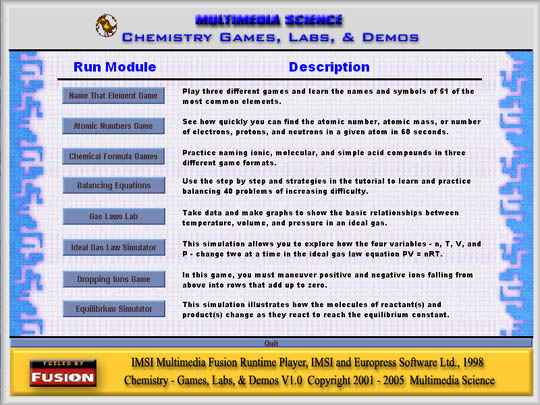 MULTIMEDIA SCIENCE
CHEMISTRY GAMES, LABS, & DEMOS
Run Module Description
Name That Element Game
Play three different games and learn the names and symbols of 61 of the
most common elements.
Atomic Numbers Game
See how quickly you can find the atomic number, atomic mass, or number
of electrons, protons, and neutrons in a given atom in 60 seconds.
Chemical Formula Games
Practice naming ionic, molecular, and simple acid compounds in three
different game formats.
Balancing Equations
Use the step by step and strategies in the tutorial to learn and practice
balancing 40 problems of increasing difficulty.
Gas Laws Lab
Take data and make graphs to show the basic relationships between
temperature, volume, and pressure in an ideal gas.
Ideal Gas Law Simulator
This simulation allows you to explore how the four variables - n, T, V, and
P - change two at a time in the ideal gas law equation PV = nRT.
Dropping Ions Game
In this game, you must maneuver positive and negative ions falling from
above into rows that add up to zero.
Equilibrium Simulator
This simulation illustrates how the molecules of reactant(s) and
product(s) change as they react to reach the equilibrium constant.
Quit
FUELED BY
FUSION
IMSI Multimedia Fusion Runtime Player, IMSI and Europress Software Ltd., 1998
Chemistry - Games, Labs, & Demos V1.0 Copyright 2001 - 2005 Multimedia Science